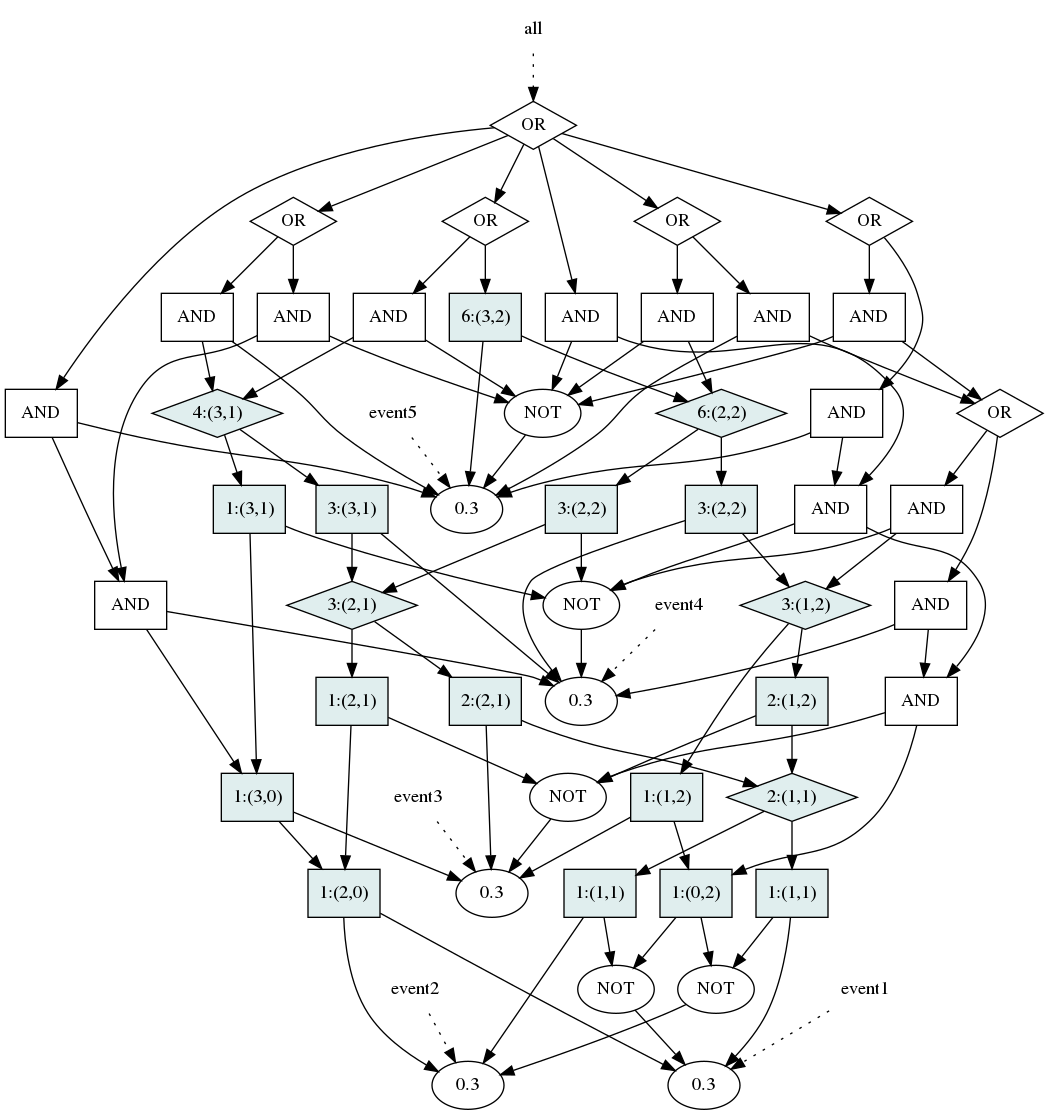 all
OR
OR
OR
OR
OR
AND
AND
AND
6:(3,2)
AND
AND
AND
AND
AND
4:(3,1)
event5
NOT
6:(2,2)
AND
OR
1:(3,1)
3:(3,1)
0.3
3:(2,2)
3:(2,2)
AND
AND
AND
3:(2,1)
NOT
event4
3:(1,2)
AND
1:(2,1)
2:(2,1)
0.3
2:(1,2)
AND
1:(3,0)
event3
NOT
1:(1,2)
2:(1,1)
1:(2,0)
0.3
1:(1,1)
1:(0,2)
1:(1,1)
event2
NOT
NOT
event1
0.3
0.3